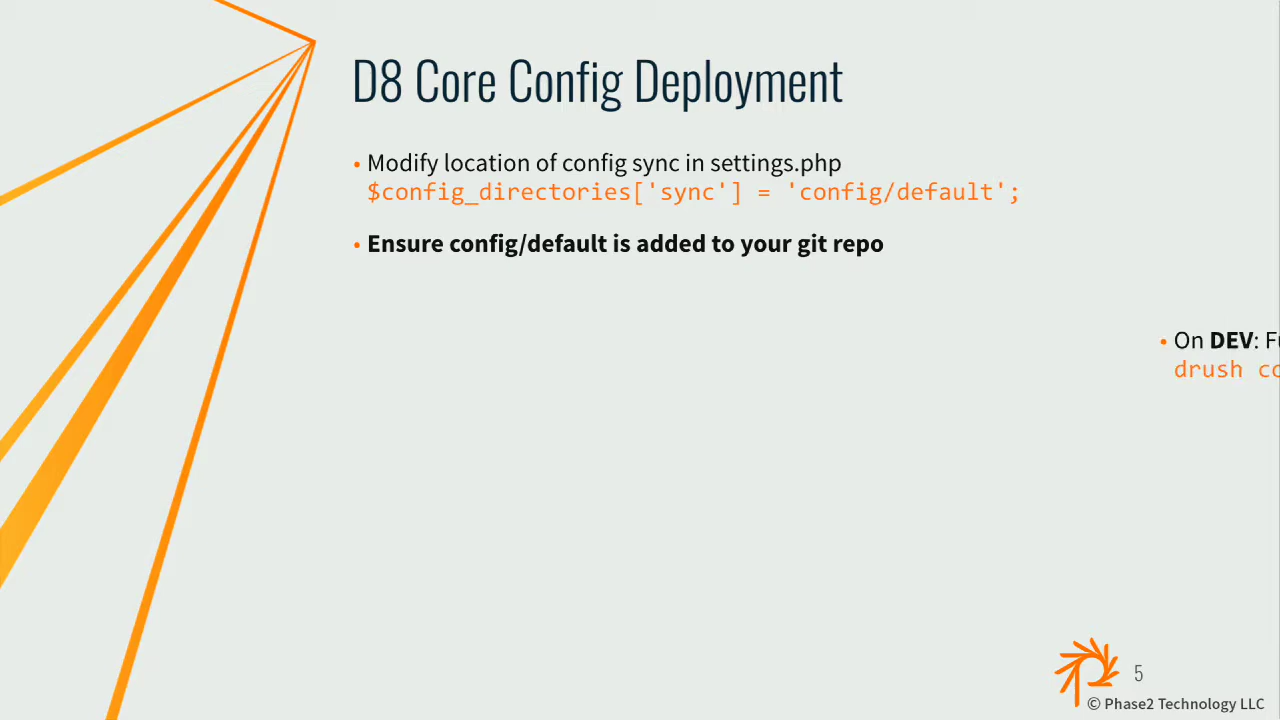 D8 Core Config Deployment
• Modify location of config sync in settings.php
$config_directories['sync'] = 'config/default';
• Ensure config/default is added to your git repo
• On DEV: F
drush co
5
© Phase2 Technology LLC